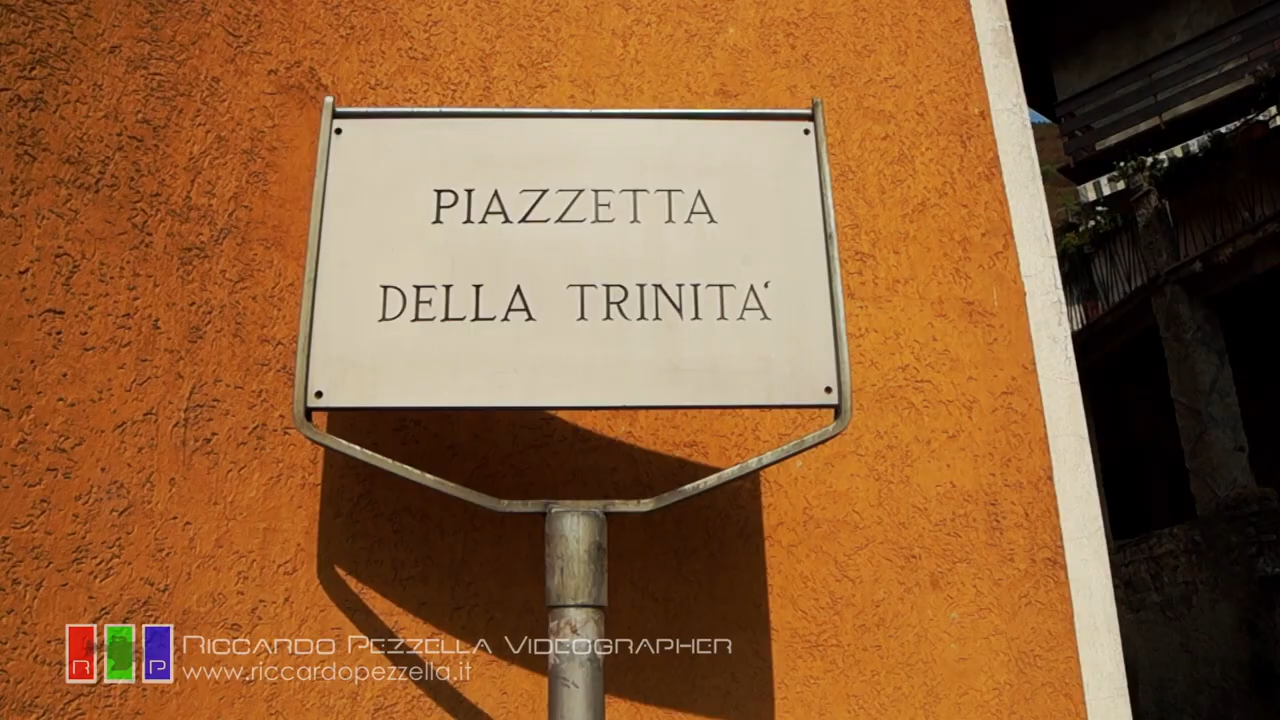 PIAZZETTA
DELLA TRINITA'
R P
RICCARDO PEZZELLA VIDEOGRAPHER
www.riccardopezzella.it